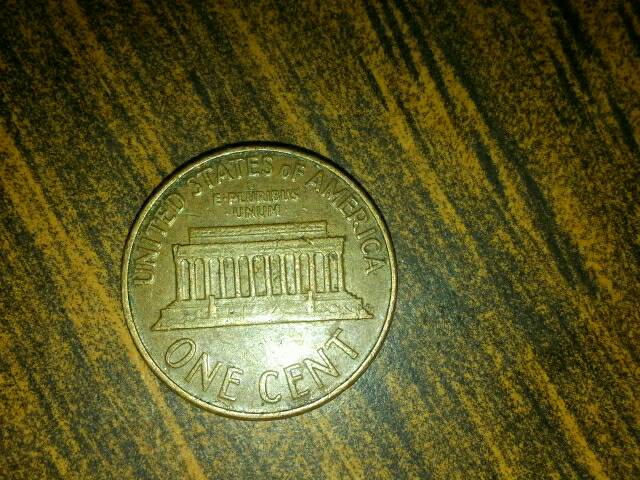 UNITED STATES OF AMERICA
E·PLURIBUS
UNUM
ONE CENT